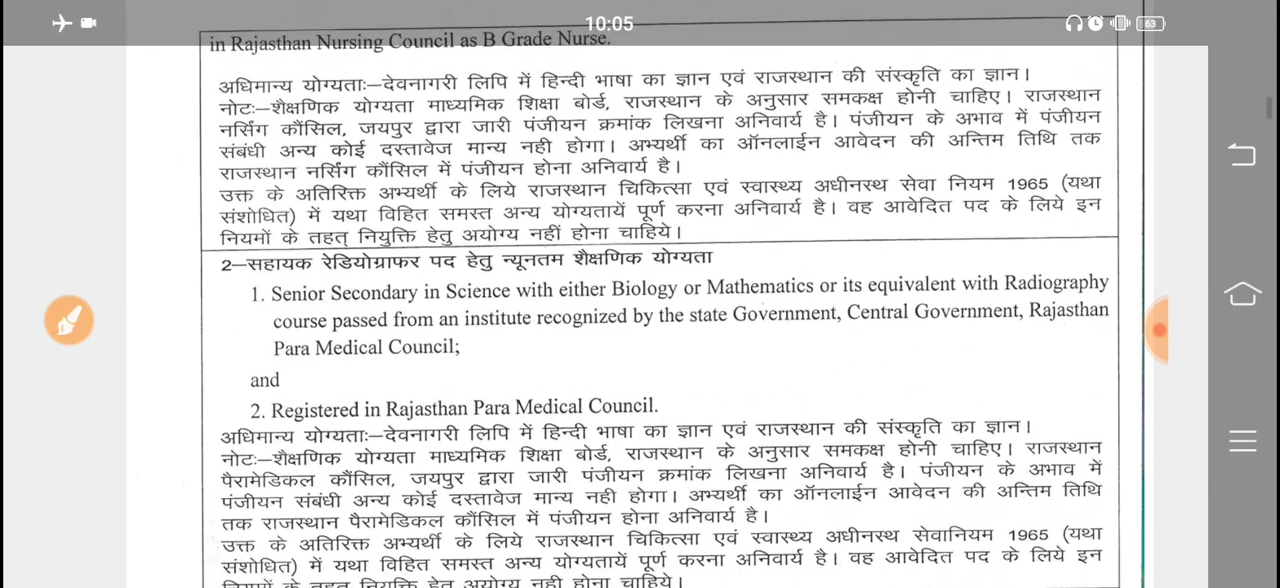 10:05
63
in Rajasthan Nursing Council as B Grade Nurse.
अधिमान्य योग्यताः–देवनागरी लिपि में हिन्दी भाषा का ज्ञान एवं राजस्थान की संस्कृति का ज्ञान।
नोटः–शैक्षणिक योग्यता माध्यमिक शिक्षा बोर्ड, राजस्थान के अनुसार समकक्ष होनी चाहिए। राजस्थान
नर्सिंग कौंसिल, जयपुर द्वारा जारी पंजीयन क्रमांक लिखना अनिवार्य है। पंजीयन के अभाव में पंजीयन
संबंधी अन्य कोई दस्तावेज मान्य नही होगा। अभ्यर्थी का ऑनलाईन आवेदन की अन्तिम तिथि तक
राजस्थान नर्सिंग कौंसिल में पंजीयन होना अनिवार्य है।
उक्त के अतिरिक्त अभ्यर्थी के लिये राजस्थान चिकित्सा एवं स्वास्थ्य अधीनस्थ सेवा नियम 1965 (यथा
संशोधित) में यथा विहित समस्त अन्य योग्यतायें पूर्ण करना अनिवार्य है। वह आवेदित पद के लिये इन
नियमों के तहत् नियुक्ति हेतु अयोग्य नहीं होना चाहिये।
2–सहायक रेडियोग्राफर पद हेतु न्यूनतम शैक्षणिक योग्यता
1. Senior Secondary in Science with either Biology or Mathematics or its equivalent with Radiography
course passed from an institute recognized by the state Government, Central Government, Rajasthan
Para Medical Council;
and
2. Registered in Rajasthan Para Medical Council.
अधिमान्य योग्यताः–देवनागरी लिपि में हिन्दी भाषा का ज्ञान एवं राजस्थान की संस्कृति का ज्ञान।
नोटः–शैक्षणिक योग्यता माध्यमिक शिक्षा बोर्ड, राजस्थान के अनुसार समकक्ष होनी चाहिए। राजस्थान
पैरामेडिकल कौंसिल, जयपुर द्वारा जारी पंजीयन क्रमांक लिखना अनिवार्य है। पंजीयन के अभाव में
पंजीयन संबंधी अन्य कोई दस्तावेज मान्य नही होगा। अभ्यर्थी का ऑनलाईन आवेदन की अन्तिम तिथि
तक राजस्थान पैरामेडिकल कौंसिल में पंजीयन होना अनिवार्य है।
उक्त के अतिरिक्त अभ्यर्थी के लिये राजस्थान चिकित्सा एवं स्वास्थ्य अधीनस्थ सेवानियम 1965 (यथा
संशोधित) में यथा विहित समस्त अन्य योग्यतायें पूर्ण करना अनिवार्य है। वह आवेदित पद के लिये इन
नियमों के तहत नियुक्ति हेतु अयोग्य नही होना चाहिये।